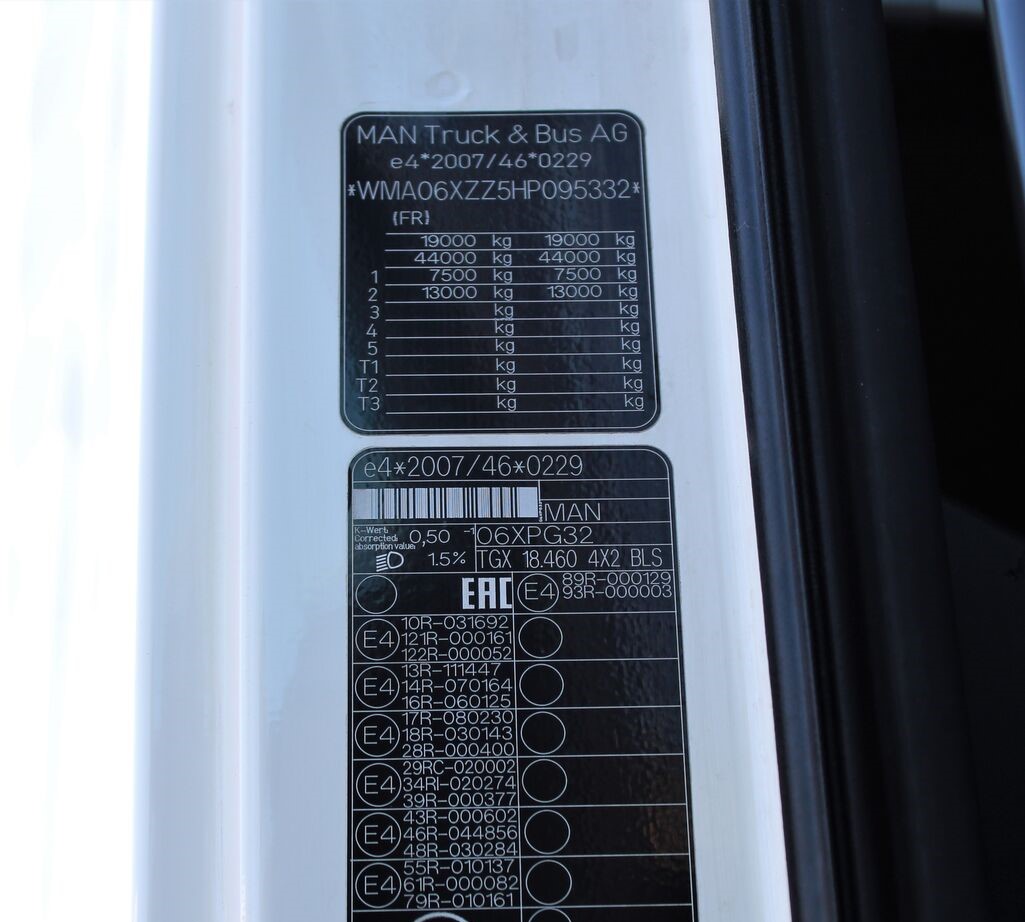 MAN Truck & Bus AG
e4*2007/46*0229
*WMA06XZZ5HP095332*
(FR)
19000 kg 19000 kg
44000 kg 44000 kg
1 7500 kg 7500 kg
2 13000 kg 13000 kg
3 kg kg
4 kg kg
5 kg kg
T1 kg kg
T2 kg kg
T3 kg kg
e4*2007/46*0229
MAN
K-Wert:
Corrected
absorption value:
0,50 -1
06XPG32
1.5%
TGX 18.460 4X2 BLS
EAC
E4
89R-000129
93R-000003
E4
10R-031692
121R-000161
122R-000052
E4
13R-111447
14R-070164
16R-060125
E4
17R-080230
18R-030143
28R-000400
E4
29RC-020002
34RI-020274
39R-000377
E4
43R-000602
46R-044856
48R-030284
E4
55R-010137
61R-000082
79R-010161